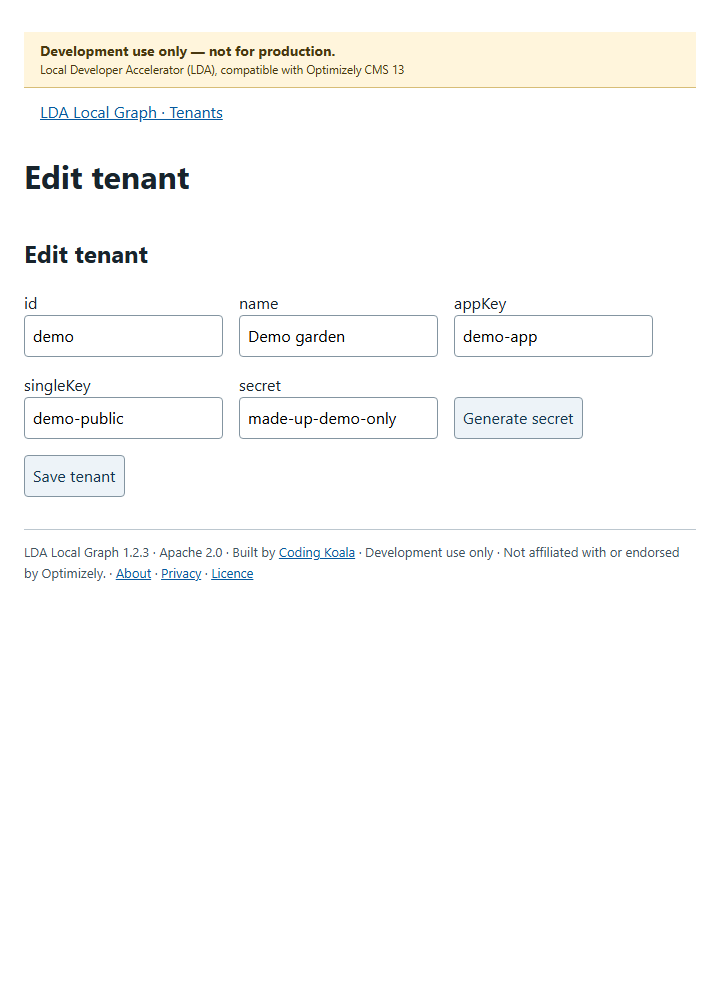 Development use only — not for production.
Local Developer Accelerator (LDA), compatible with Optimizely CMS 13
LDA Local Graph · Tenants
Edit tenant
Edit tenant
id name appKey
demo Demo garden demo-app
singleKey secret
demo-public made-up-demo-only Generate secret
Save tenant
LDA Local Graph 1.2.3 · Apache 2.0 · Built by Coding Koala · Development use only · Not affiliated with or endorsed
by Optimizely. · About · Privacy · Licence